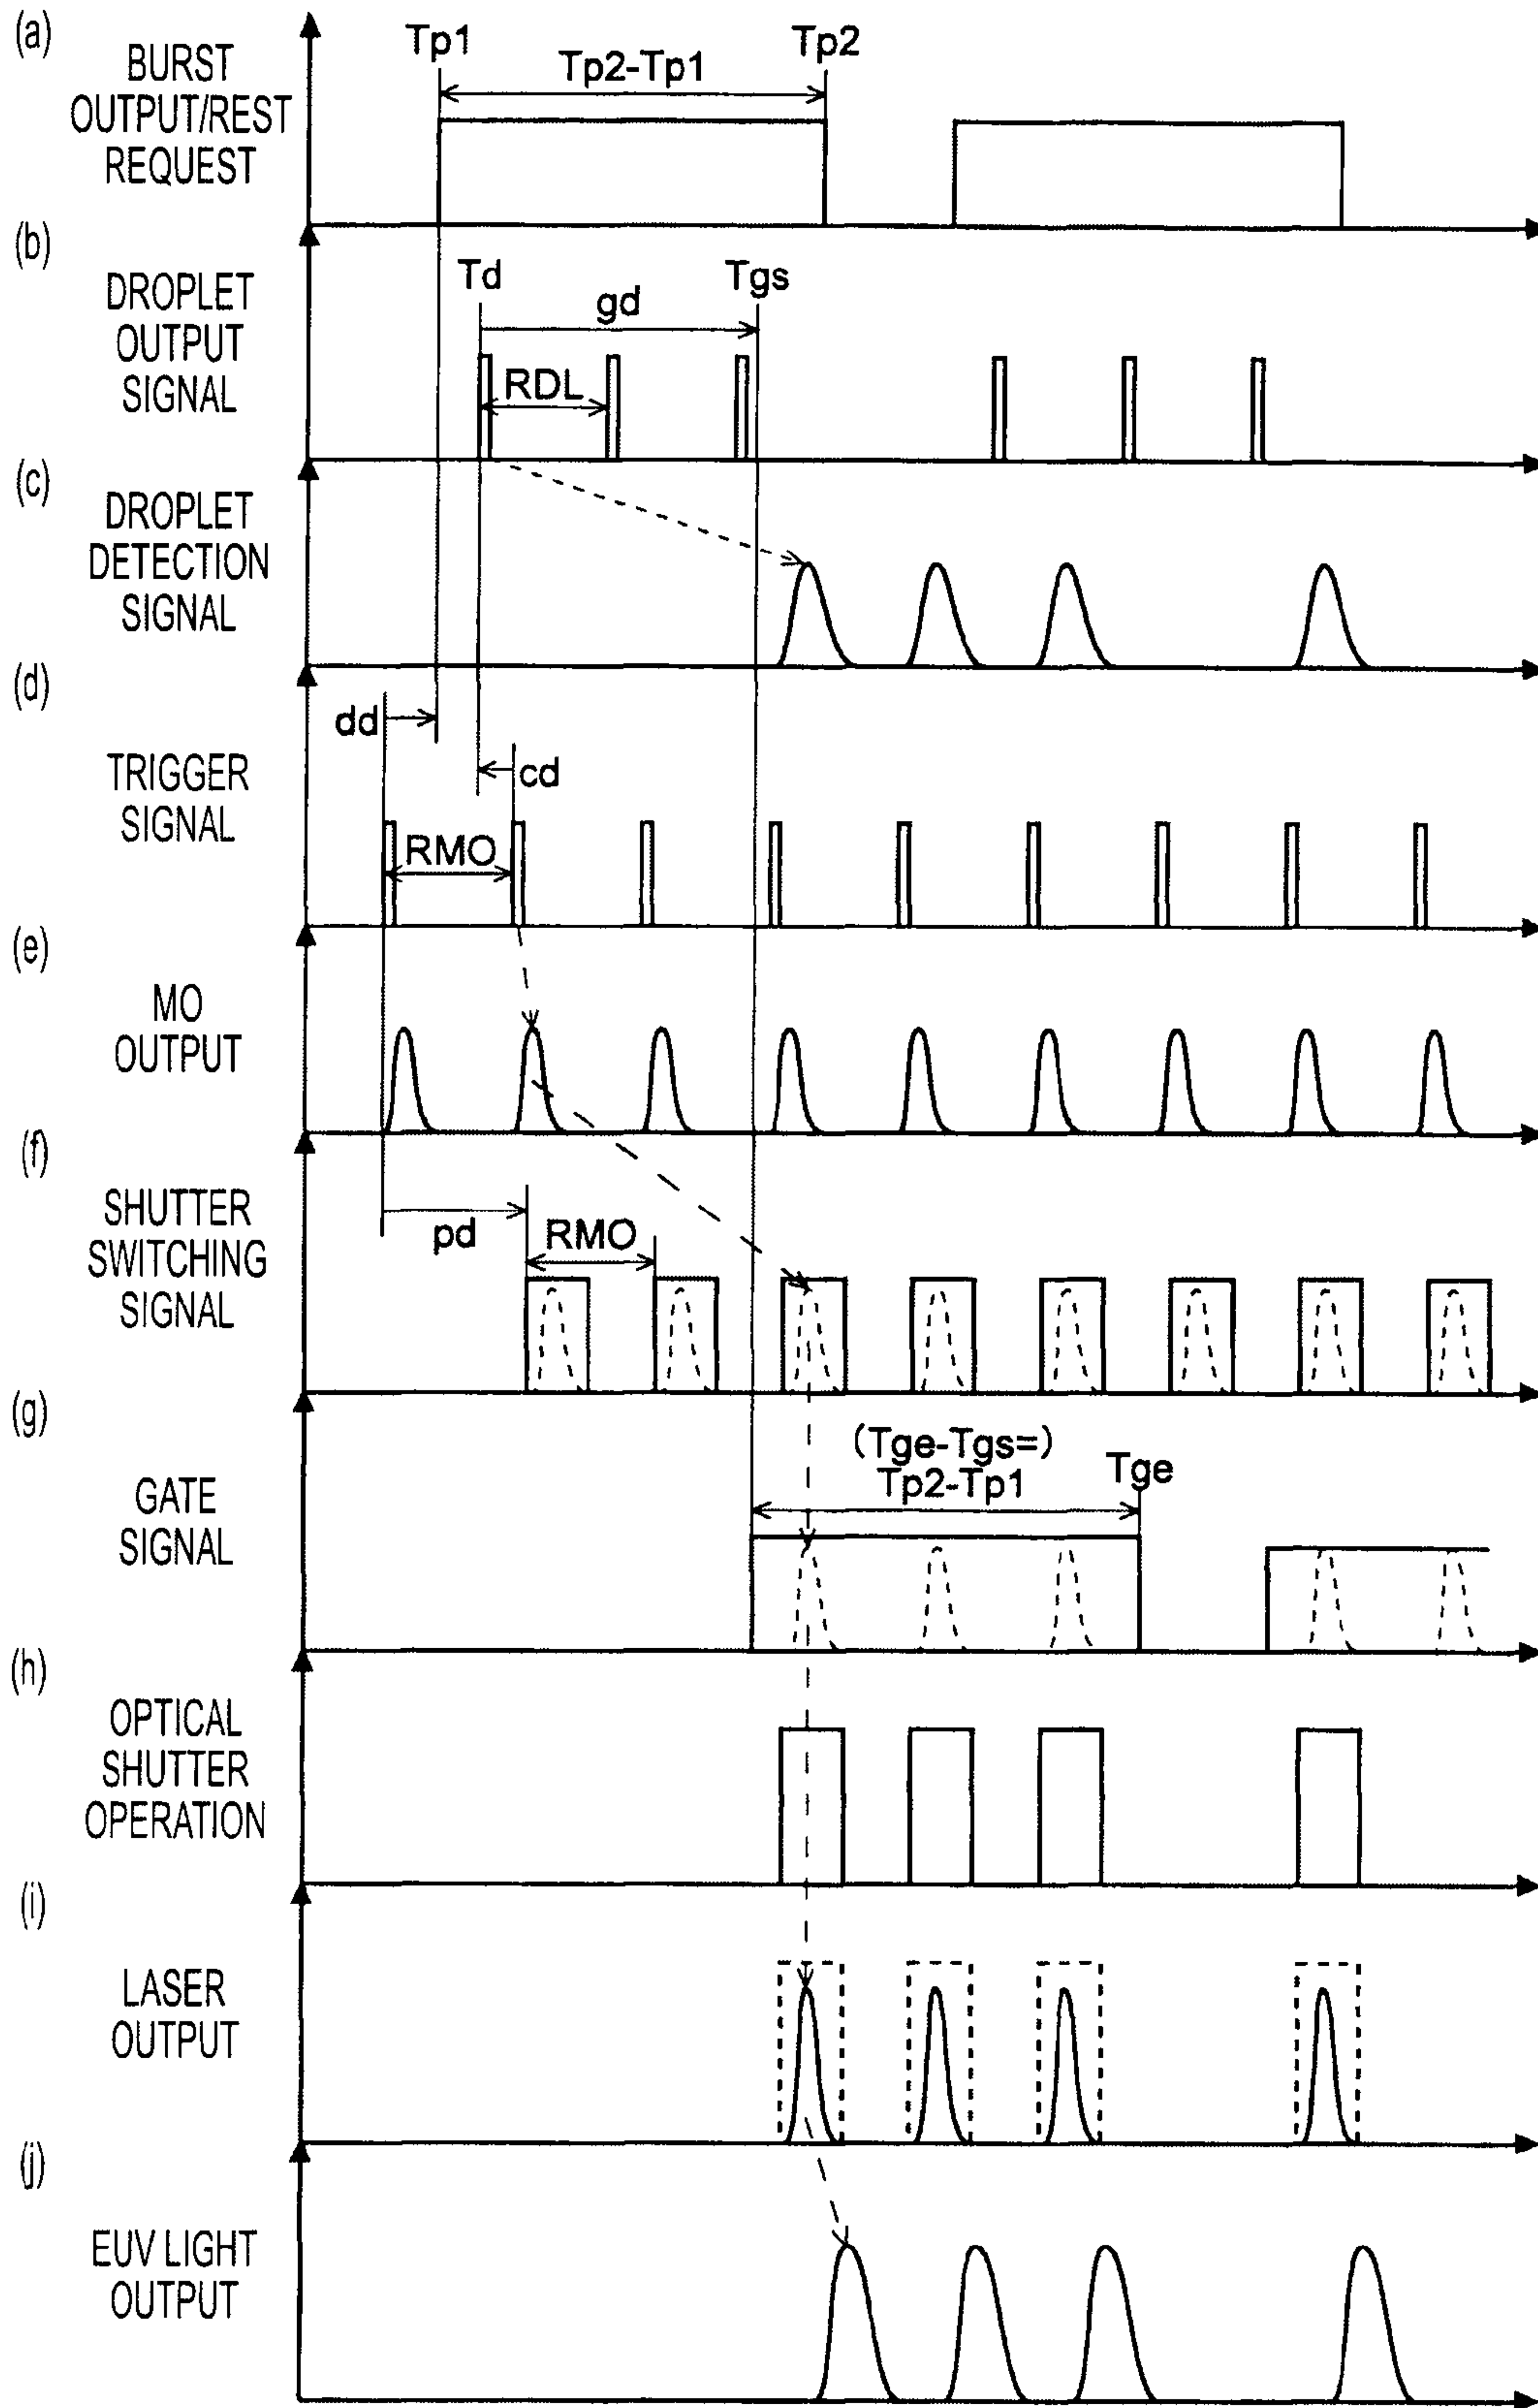 (a)
BURST
OUTPUT/REST
REQUEST
Tp1
Tp2-Tp1
Tp2
(b)
DROPLET
OUTPUT
SIGNAL
Td
gd
Tgs
RDL
(c)
DROPLET
DETECTION
SIGNAL
(d)
TRIGGER
SIGNAL
dd
cd
RMO
(e)
MO
OUTPUT
(f)
SHUTTER
SWITCHING
SIGNAL
pd
RMO
(g)
GATE
SIGNAL
(Tge-Tgs=)
Tp2-Tp1
Tge
(h)
OPTICAL
SHUTTER
OPERATION
(i)
LASER
OUTPUT
(j)
EUV LIGHT
OUTPUT